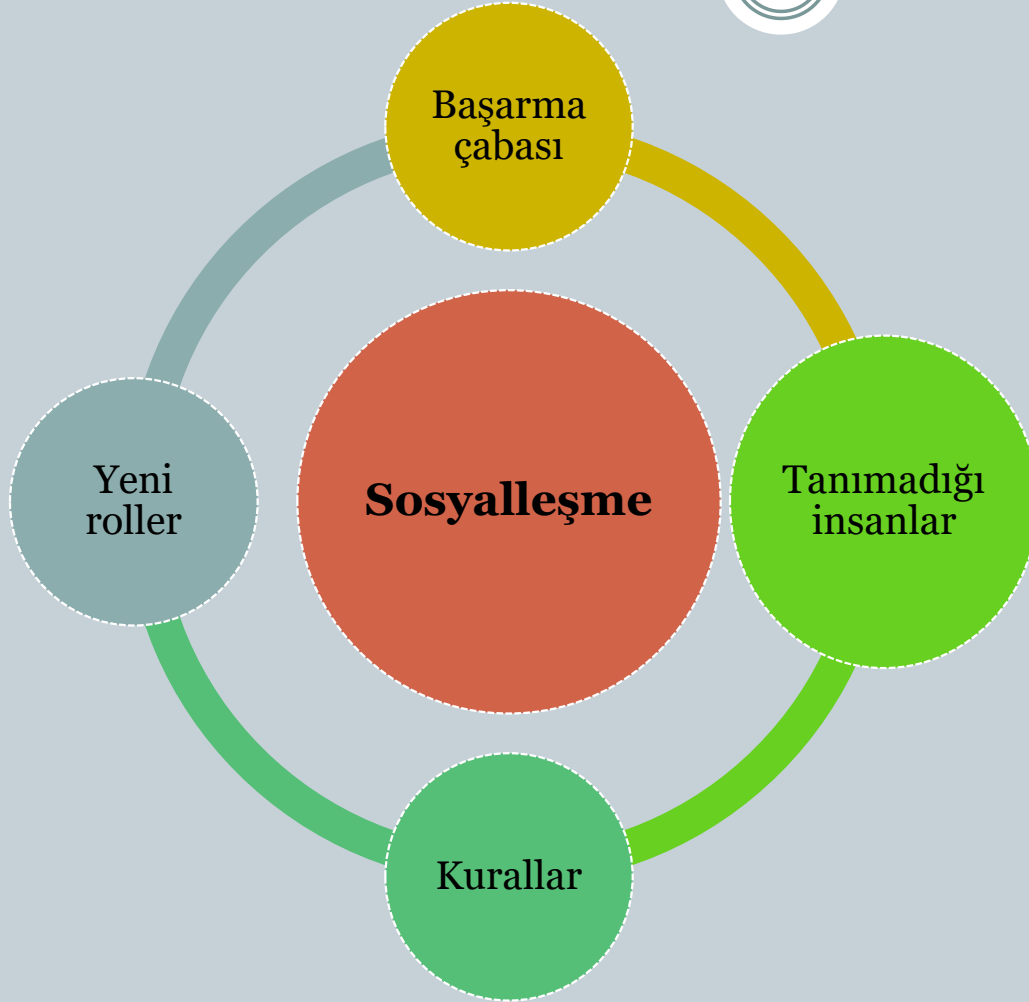 Başarma
çabası
Yeni
roller
Sosyalleşme
Tanımadığı
insanlar
Kurallar